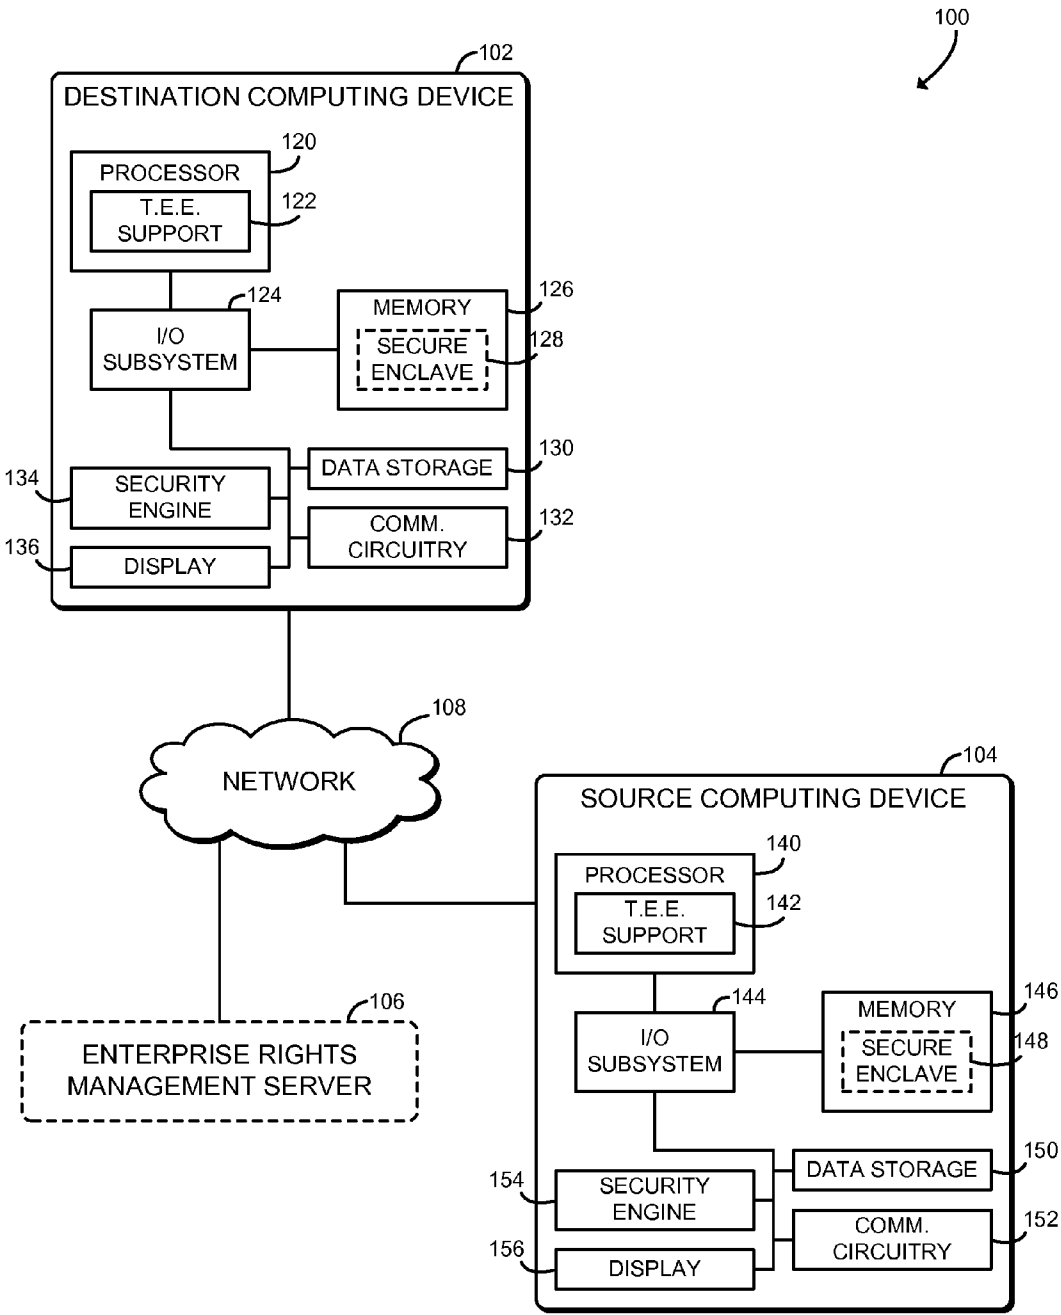 100
102
DESTINATION COMPUTING DEVICE
120
PROCESSOR
T.E.E.
SUPPORT
122
124
I/O
SUBSYSTEM
126
MEMORY
SECURE
ENCLAVE
128
130
DATA STORAGE
134
SECURITY
ENGINE
132
COMM.
CIRCUITRY
136
DISPLAY
108
NETWORK
104
SOURCE COMPUTING DEVICE
140
PROCESSOR
T.E.E.
SUPPORT
142
144
I/O
SUBSYSTEM
146
MEMORY
SECURE
ENCLAVE
148
106
ENTERPRISE RIGHTS
MANAGEMENT SERVER
150
DATA STORAGE
154
SECURITY
ENGINE
152
COMM.
CIRCUITRY
156
DISPLAY